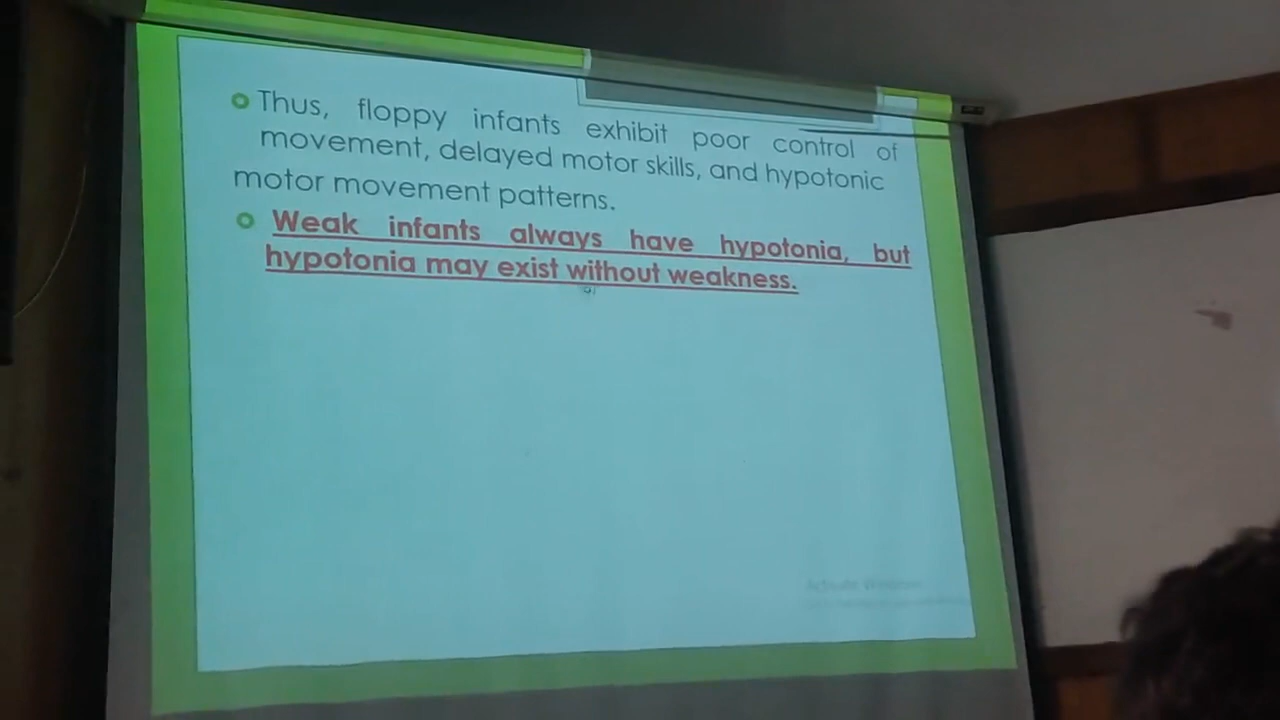 Thus, floppy infants exhibit poor control of
movement, delayed motor skills, and hypotonic
motor movement patterns.
Weak infants always have hypotonia, but
hypotonia may exist without weakness.